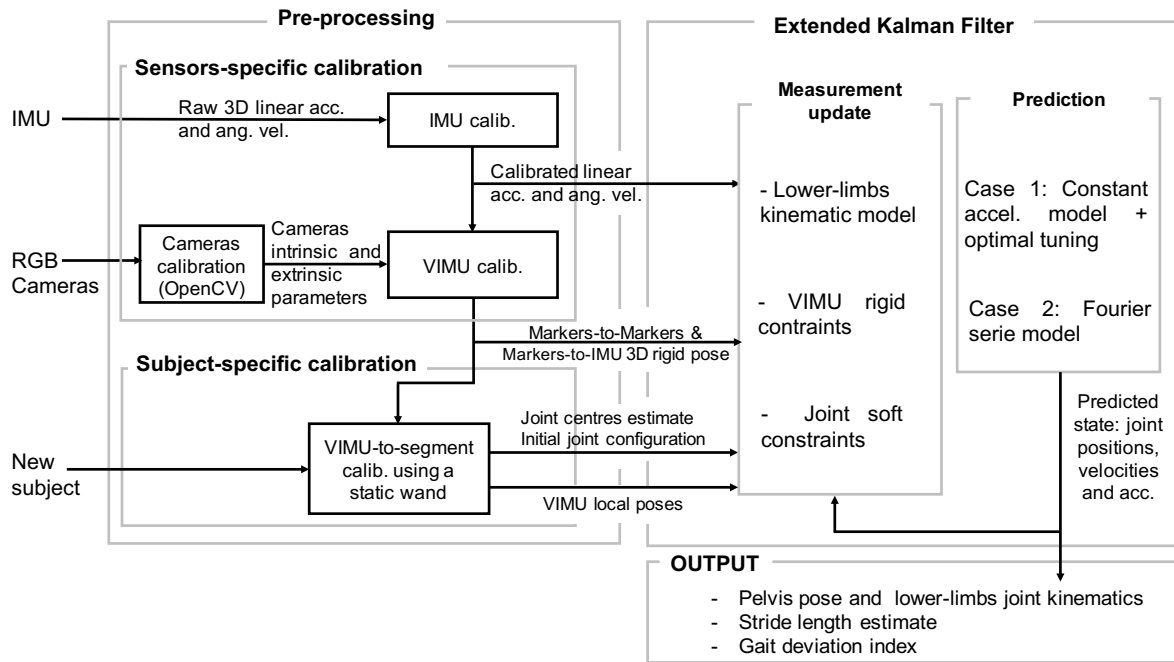 Pre-processing
Sensors-specific calibration
IMU
Raw 3D linear acc.
and ang. vel.
IMU calib.
Calibrated linear
acc. and ang. vel.
RGB
Cameras
Cameras
calibration
(OpenCV)
Cameras
intrinsic and
extrinsic
parameters
VIMU calib.
Markers-to-Markers &
Markers-to-IMU 3D rigid pose
Subject-specific calibration
New
subject
VIMU-to-segment
calib. using a
static wand
Joint centres estimate
Initial joint configuration
VIMU local poses
Extended Kalman Filter
Measurement
update
- Lower-limbs
kinematic model
- VIMU rigid
contraints
- Joint soft
constraints
Prediction
Case 1: Constant
accel. model +
optimal tuning
Case 2: Fourier
serie model
Predicted
state: joint
positions,
velocities
and acc.
OUTPUT
- Pelvis pose and lower-limbs joint kinematics
- Stride length estimate
- Gait deviation index